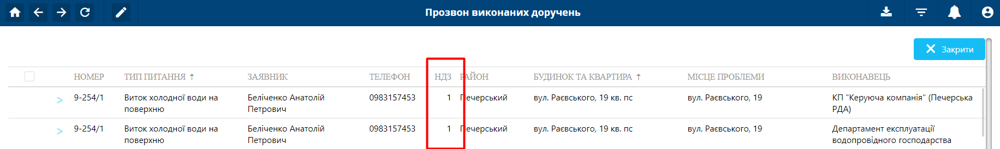 Прозвон виконаних доручень
Закрити
НОМЕР ТИП ПИТАННЯ ↑ ЗАЯВНИК ТЕЛЕФОН НДЗ РАЙОН БУДИНОК ТА КВАРТИРА ↑ МІСЦЕ ПРОБЛЕМИ ВИКОНАВЕЦЬ
9-254/1 Виток холодної води на Беліченко Анатолій 0983157453 1 Печерський вул. Раєвського, 19 кв. пс вул. Раєвського, 19 КП "Керуюча компанія" (Печерська
поверхню Петрович РДА)
9-254/1 Виток холодної води на Беліченко Анатолій 0983157453 1 Печерський вул. Раєвського, 19 кв. пс вул. Раєвського, 19 Департамент експлуатації
поверхню Петрович водопровідного господарства